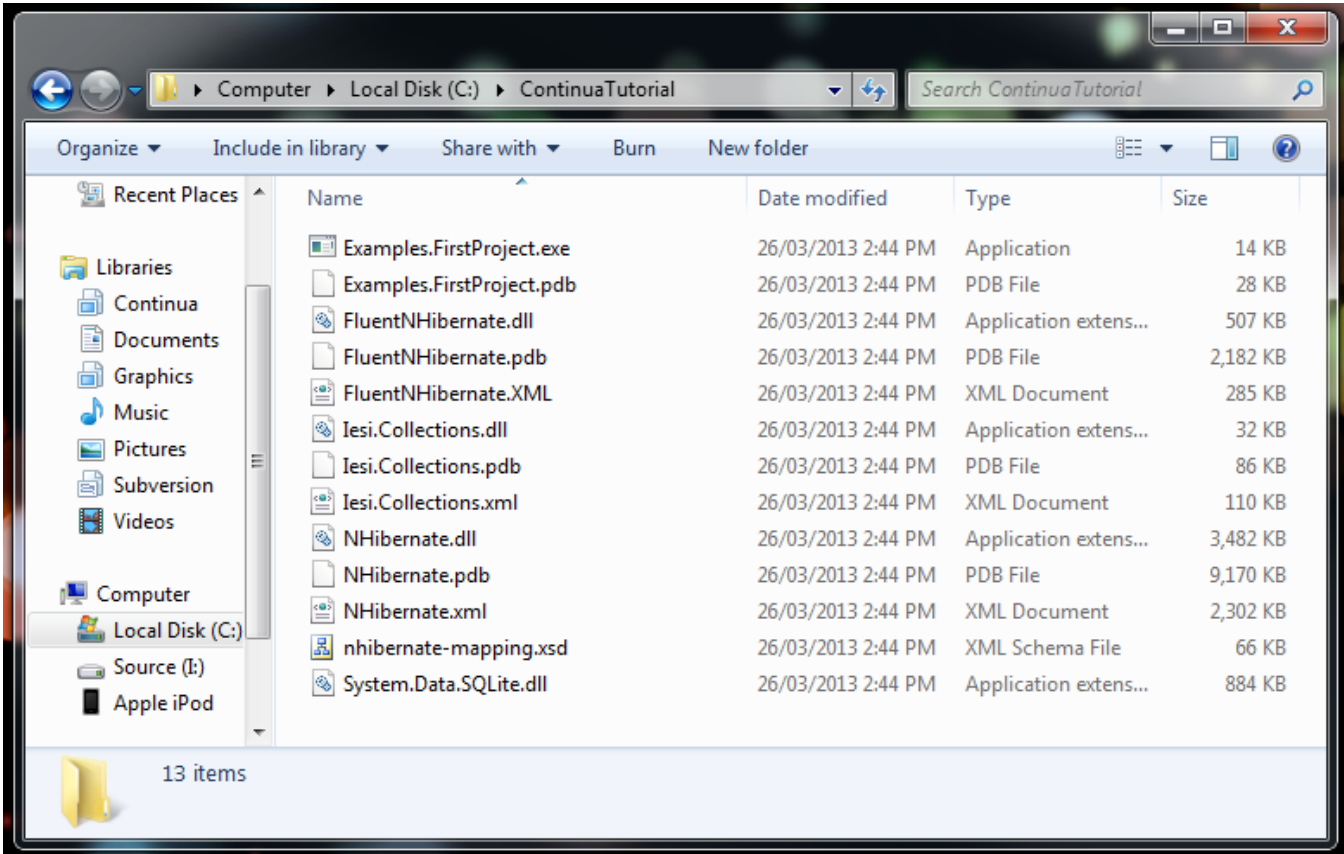 Computer Local Disk (C:) ContinuaTutorial Search ContinuaTutorial
Organize Include in library Share with Burn New folder
Recent Places
Libraries
Continua
Documents
Graphics
Music
Pictures
Subversion
Videos
Computer
Local Disk (C:)
Source (I:)
Apple iPod
Name Date modified Type Size
Examples.FirstProject.exe 26/03/2013 2:44 PM Application 14 KB
Examples.FirstProject.pdb 26/03/2013 2:44 PM PDB File 28 KB
FluentNHibernate.dll 26/03/2013 2:44 PM Application extens... 507 KB
FluentNHibernate.pdb 26/03/2013 2:44 PM PDB File 2,182 KB
FluentNHibernate.XML 26/03/2013 2:44 PM XML Document 285 KB
Iesi.Collections.dll 26/03/2013 2:44 PM Application extens... 32 KB
Iesi.Collections.pdb 26/03/2013 2:44 PM PDB File 86 KB
Iesi.Collections.xml 26/03/2013 2:44 PM XML Document 110 KB
NHibernate.dll 26/03/2013 2:44 PM Application extens... 3,482 KB
NHibernate.pdb 26/03/2013 2:44 PM PDB File 9,170 KB
NHibernate.xml 26/03/2013 2:44 PM XML Document 2,302 KB
nhibernate-mapping.xsd 26/03/2013 2:44 PM XML Schema File 66 KB
System.Data.SQLite.dll 26/03/2013 2:44 PM Application extens... 884 KB
13 items